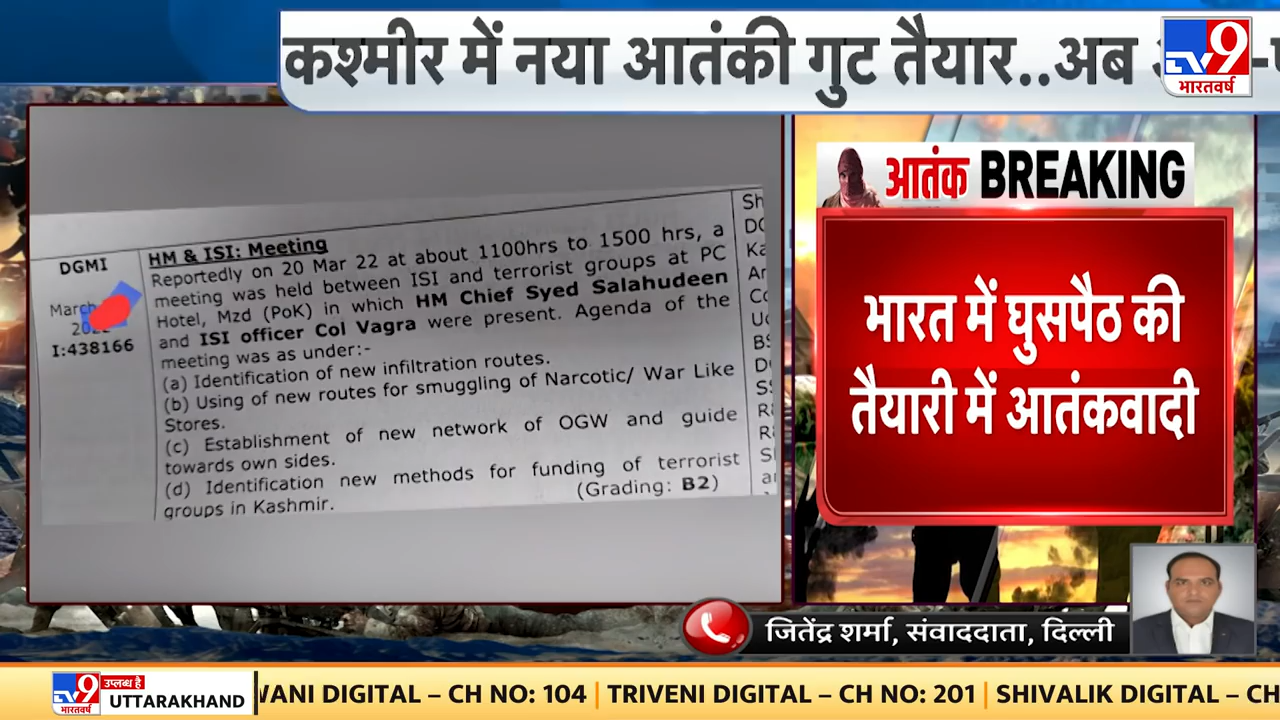 कश्मीर में नया आतंकी गुट तैयार..अब
TV9
भारतवर्ष
आतंक BREAKING
भारत में घुसपैठ की
तैयारी में आतंकवादी
DGMI
March
I:438166
HM & ISI: Meeting
Reportedly on 20 Mar 22 at about 1100hrs to 1500 hrs, a
meeting was held between ISI and terrorist groups at PC
Hotel, Mzd (PoK) in which HM Chief Syed Salahudeen
and ISI officer Col Vagra were present. Agenda of the
meeting was as under:-
(a) Identification of new infiltration routes.
(b) Using of new routes for smuggling of Narcotic/ War Like
Stores.
(c) Establishment of new network of OGW and guide
towards own sides.
(d) Identification new methods for funding of terrorist
groups in Kashmir. (Grading: B2)
जितेंद्र शर्मा, संवाददाता, दिल्ली
TV9
भारतवर्ष
उप्लब्ध है
UTTARAKHAND
WANI DIGITAL – CH NO: 104 | TRIVENI DIGITAL – CH NO: 201 | SHIVALIK DIGITAL – CH